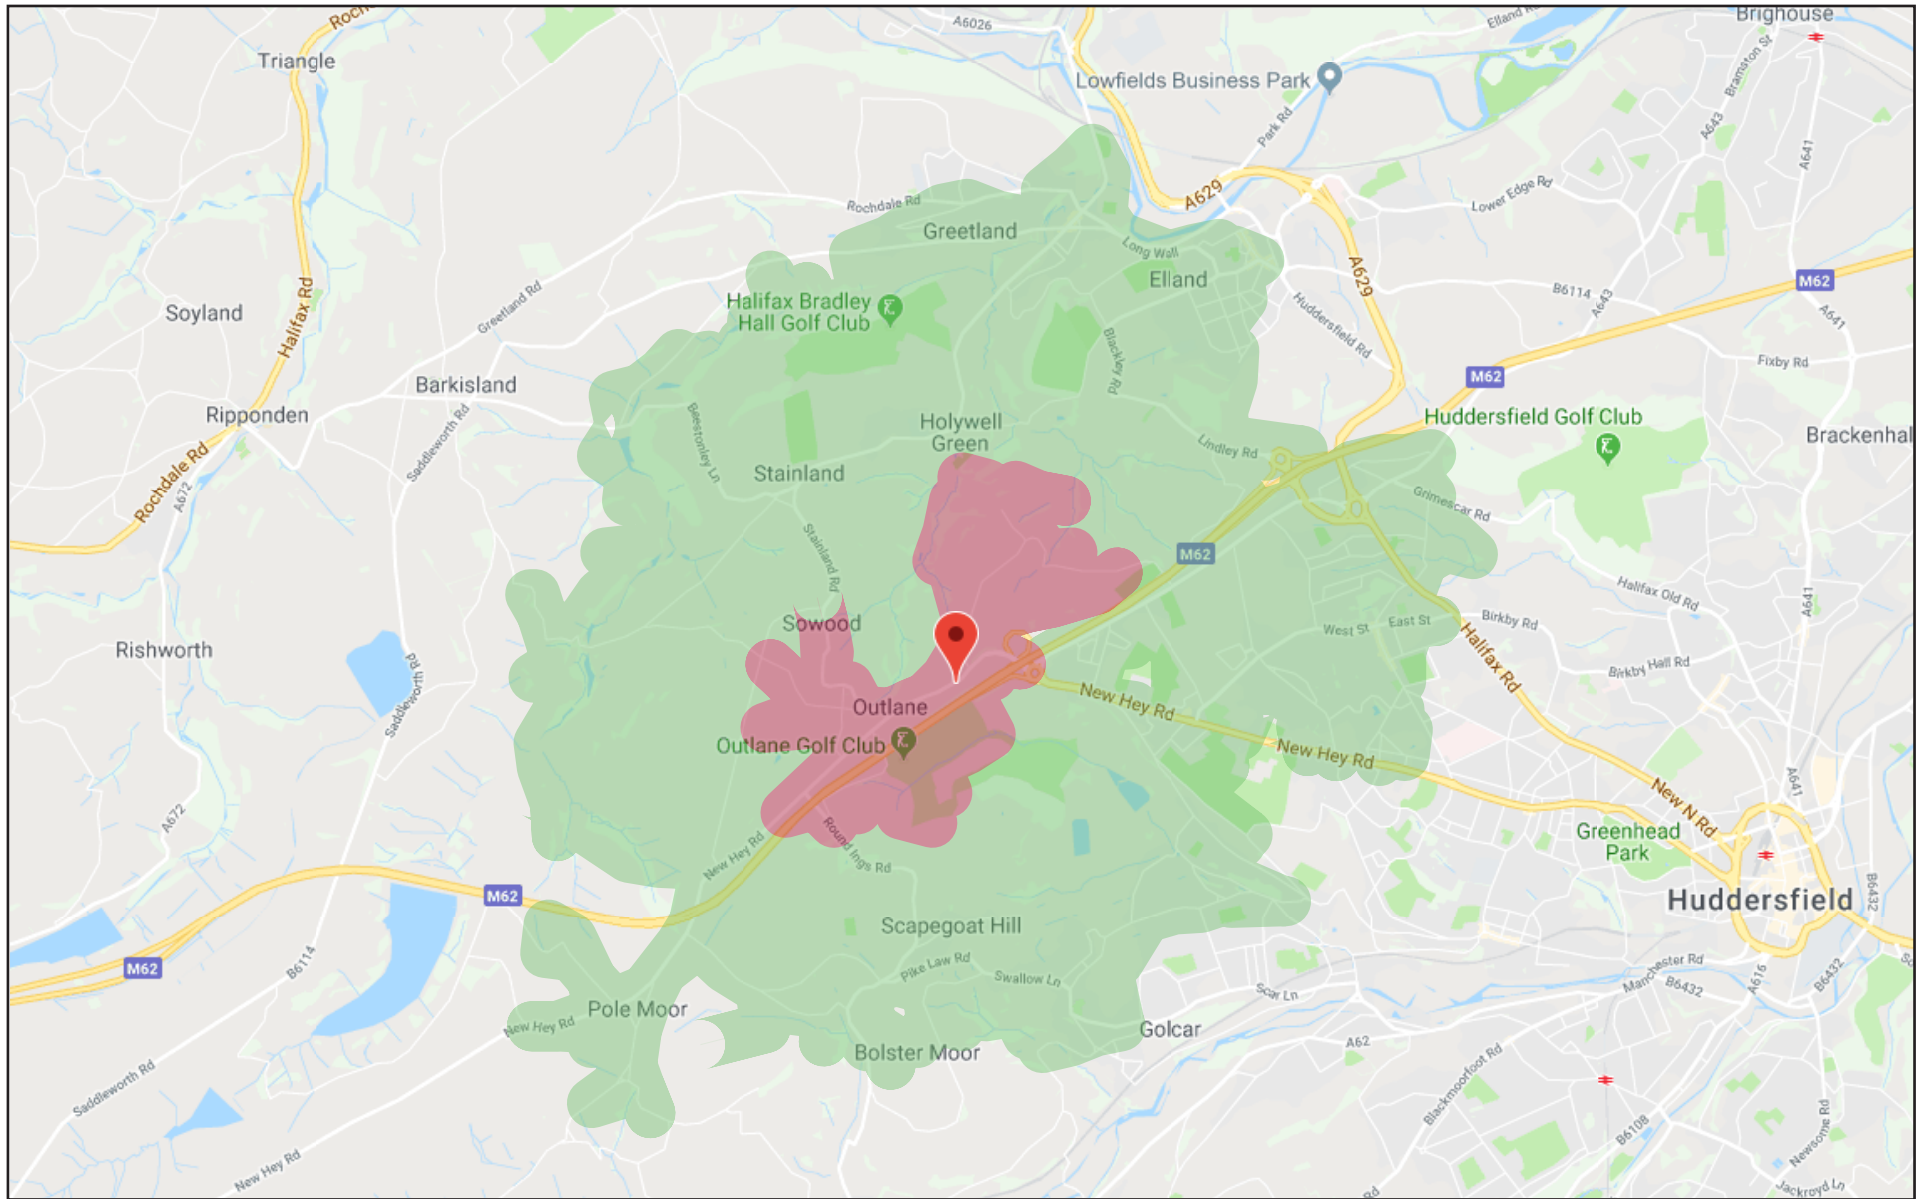 Roch
A6026
Elland Rd
Brighouse
Triangle
Lowfields Business Park
Bramston St
Park Rd
A643
A641
A629
Lower Edge Rd
Rochdale Rd
Greetland
Long Wall
Elland
A629
M62
B6114
A643
A641
Halifax Rd
Soyland
Greetland Rd
Halifax Bradley
Hall Golf Club
Huddersfield Rd
Blackley Rd
Fixby Rd
M62
Barkisland
Ripponden
Saddleworth Rd
Beestonley Ln
Holywell
Green
Huddersfield Golf Club
Brackenhal
Lindley Rd
Rochdale Rd
A672
Stainland
Grimescar Rd
Stainland Rd
M62
Halifax Old Rd
A641
Sowood
West St
East St
Birkby Rd
Rishworth
Saddleworth Rd
Halifax Rd
Birkby Hall Rd
Outlane
New Hey Rd
Outlane Golf Club
New Hey Rd
A641
New N Rd
A672
New Hey Rd
Round Ings Rd
Greenhead
Park
M62
Huddersfield
B6432
Scapegoat Hill
M62
B6114
Pike Law Rd
Swallow Ln
Scar Ln
Manchester Rd
B6432
A616
B6432
So
Pole Moor
New Hey Rd
Golcar
A62
Bolster Moor
Saddleworth Rd
Blackmoorfoot Rd
B6108
Newsome Rd
New Hey Rd
Rd
Jackroyd Ln